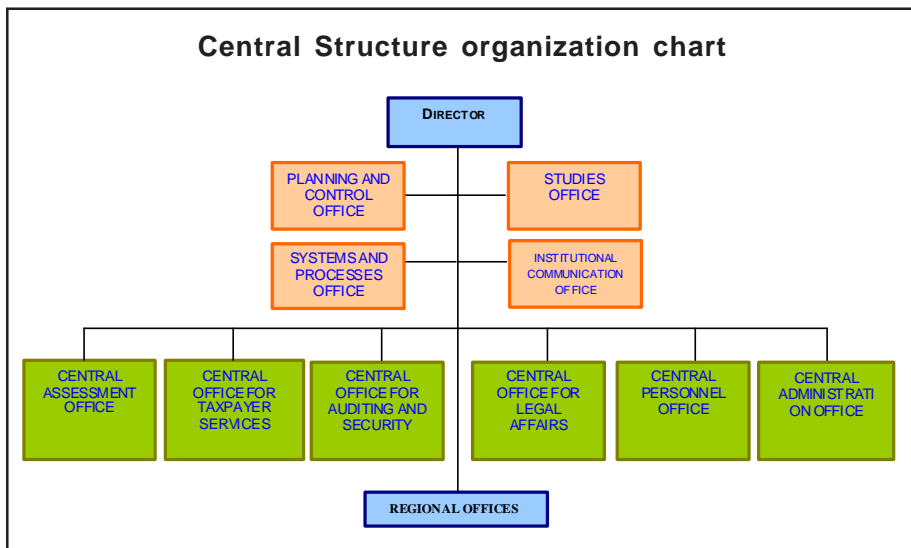 Central Structure organization chart
DIRECTOR
PLANNING AND
CONTROL
OFFICE
STUDIES
OFFICE
SYSTEMS AND
PROCESSES
OFFICE
INSTITUTIONAL
COMMUNICATION
OFFICE
CENTRAL
ASSESSMENT
OFFICE
CENTRAL
OFFICE FOR
TAXPAYER
SERVICES
CENTRAL
OFFICE FOR
AUDITING AND
SECURITY
CENTRAL
OFFICE FOR
LEGAL
AFFAIRS
CENTRAL
PERSONNEL
OFFICE
CENTRAL
ADMINISTRATI
ON OFFICE
REGIONAL OFFICES